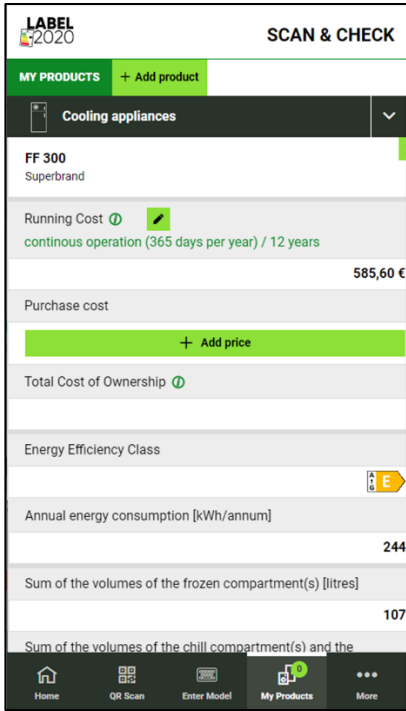 LABEL
2020
SCAN & CHECK
MY PRODUCTS
+ Add product
Cooling appliances
FF 300
Superbrand
Running Cost
continous operation (365 days per year) / 12 years
585,60 €
Purchase cost
+ Add price
Total Cost of Ownership
Energy Efficiency Class
A
G
E
Annual energy consumption [kWh/annum]
244
Sum of the volumes of the frozen compartment(s) [litres]
107
Sum of the volumes of the chill compartment(s) and the
0
Home
QR Scan
Enter Model
My Products
More